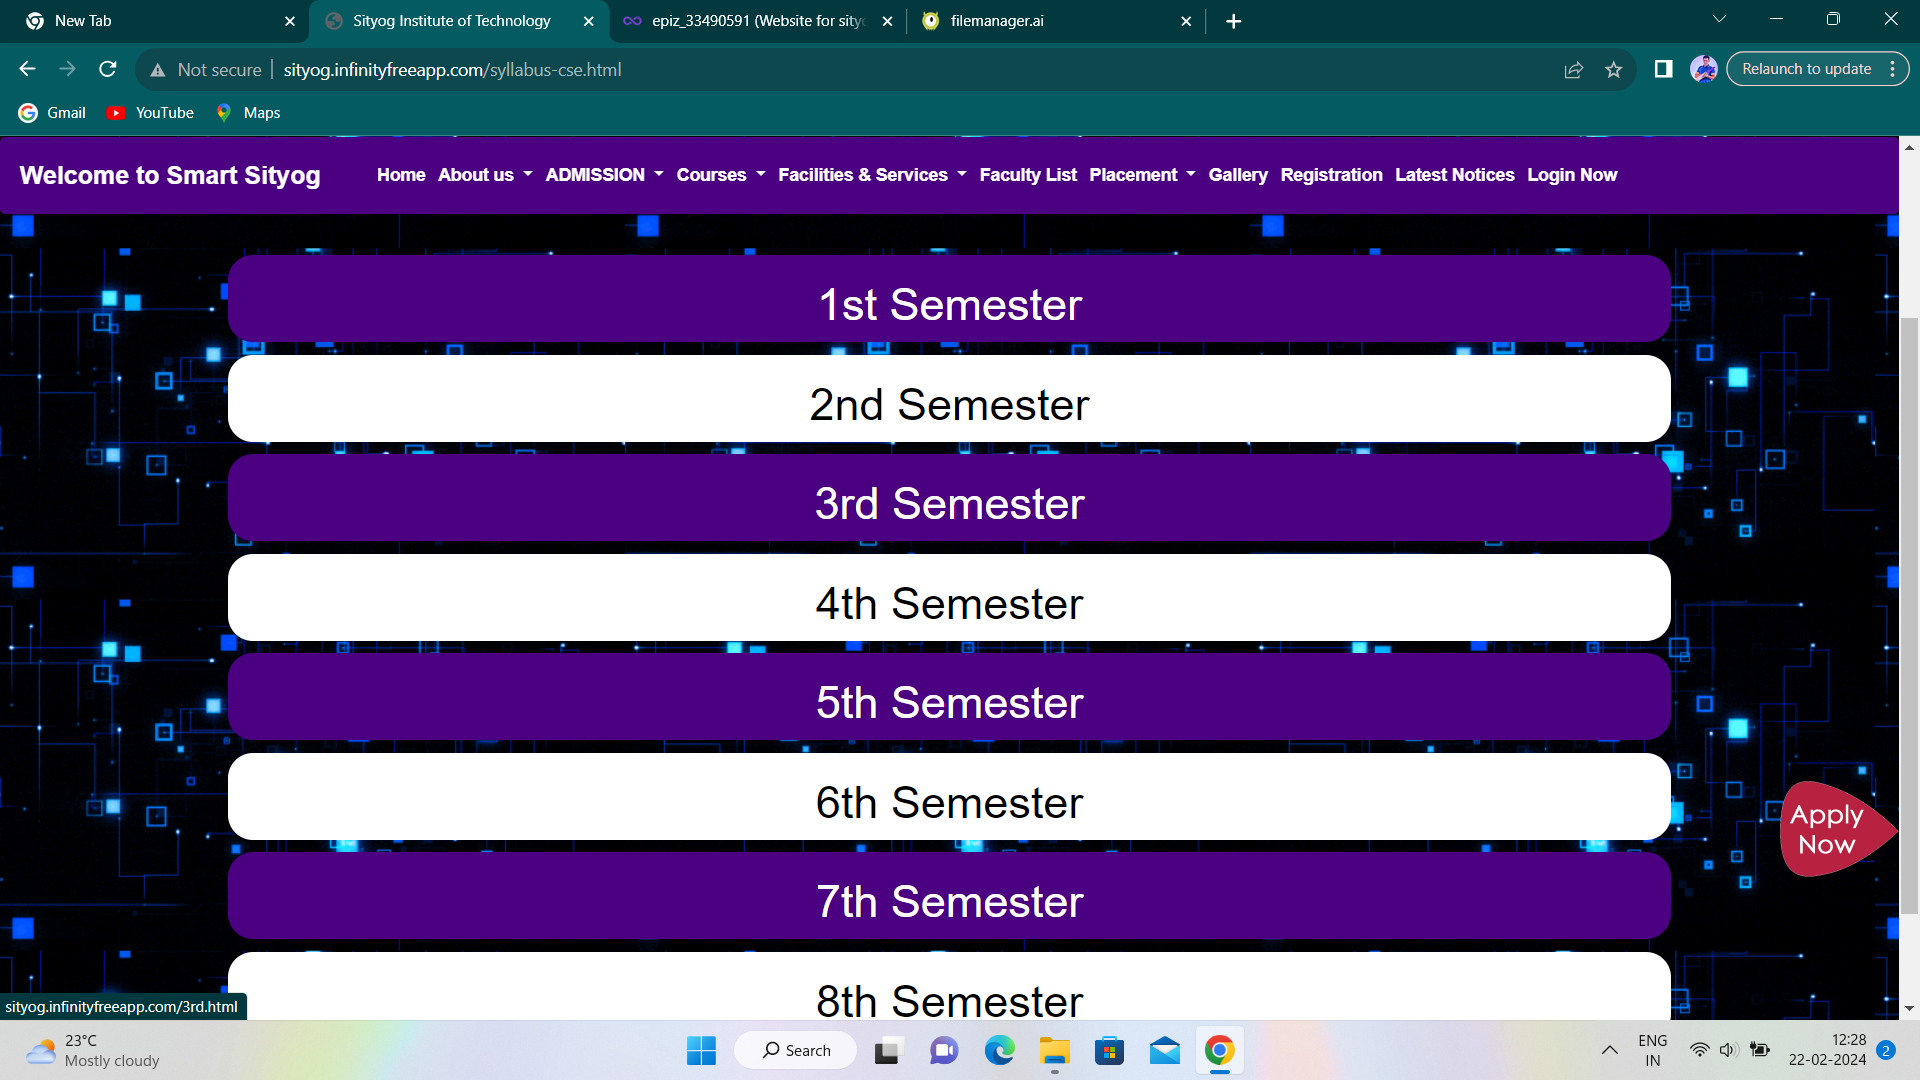 New Tab
Sityog Institute of Technology
epiz_33490591 (Website for sityo
filemanager.ai
Not secure
sityog.infinityfreeapp.com/syllabus-cse.html
Relaunch to update
Gmail
YouTube
Maps
Welcome to Smart Sityog
Home About us ADMISSION Courses Facilities & Services Faculty List Placement Gallery Registration Latest Notices Login Now
1st Semester
2nd Semester
3rd Semester
4th Semester
5th Semester
6th Semester
Apply
Now
7th Semester
8th Semester
sityog.infinityfreeapp.com/3rd.html
23°C
Mostly cloudy
Search
ENG
IN
12:28
22-02-2024
2